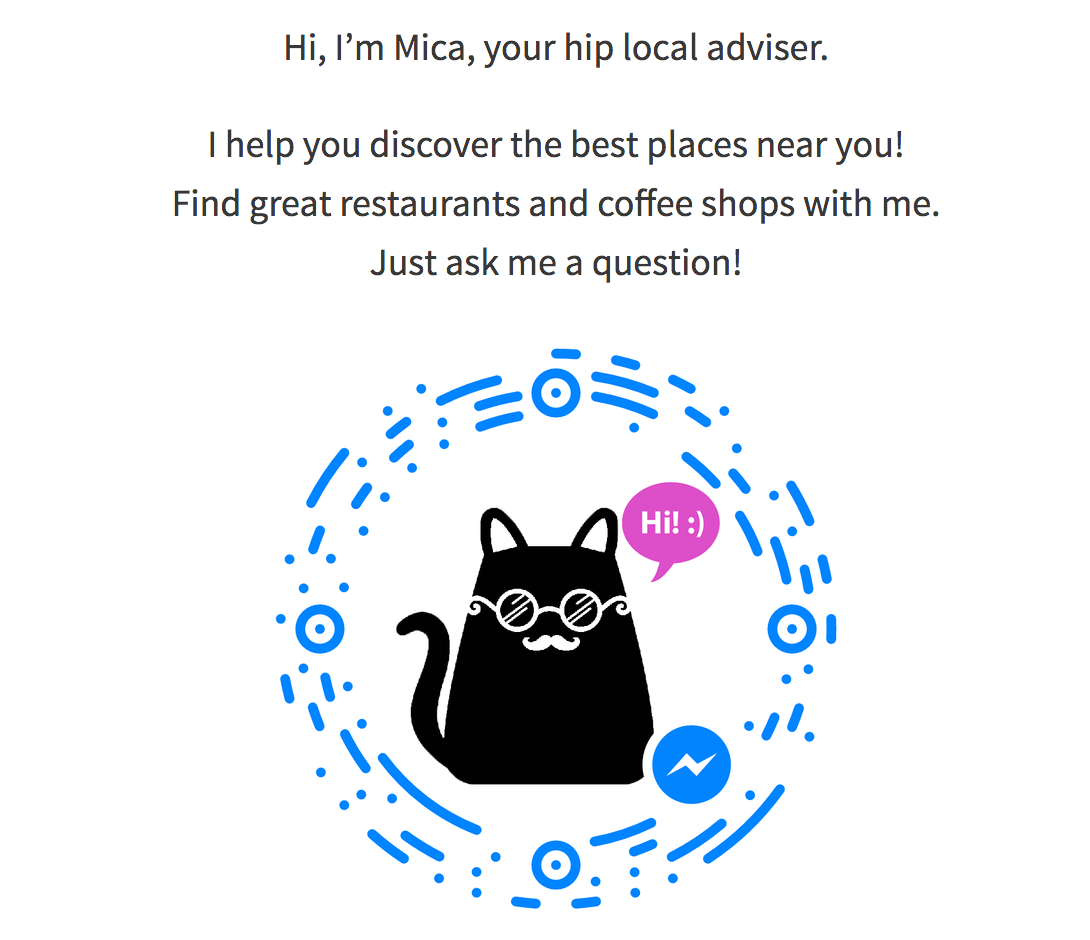 Hi, I’m Mica, your hip local adviser.
I help you discover the best places near you!
Find great restaurants and coffee shops with me.
Just ask me a question!
Hi! :)